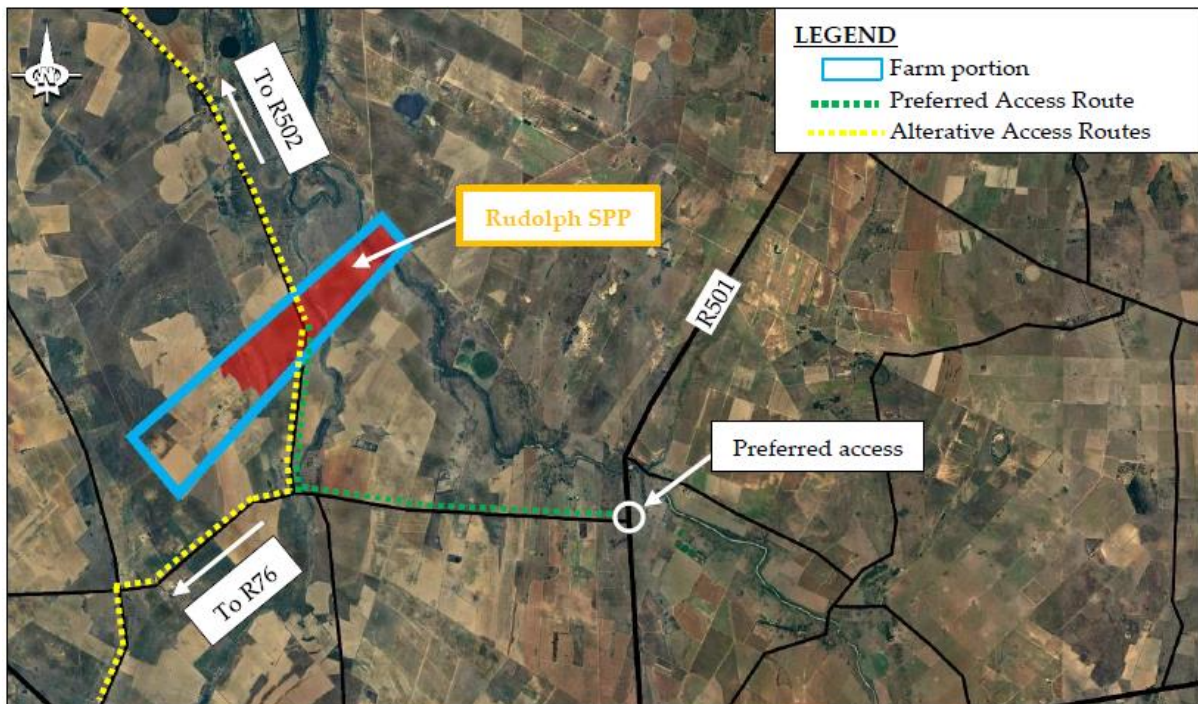 LEGEND
Farm portion
Preferred Access Route
Alterative Access Routes
To R502
Rudolph SPP
R501
Preferred access
To R76